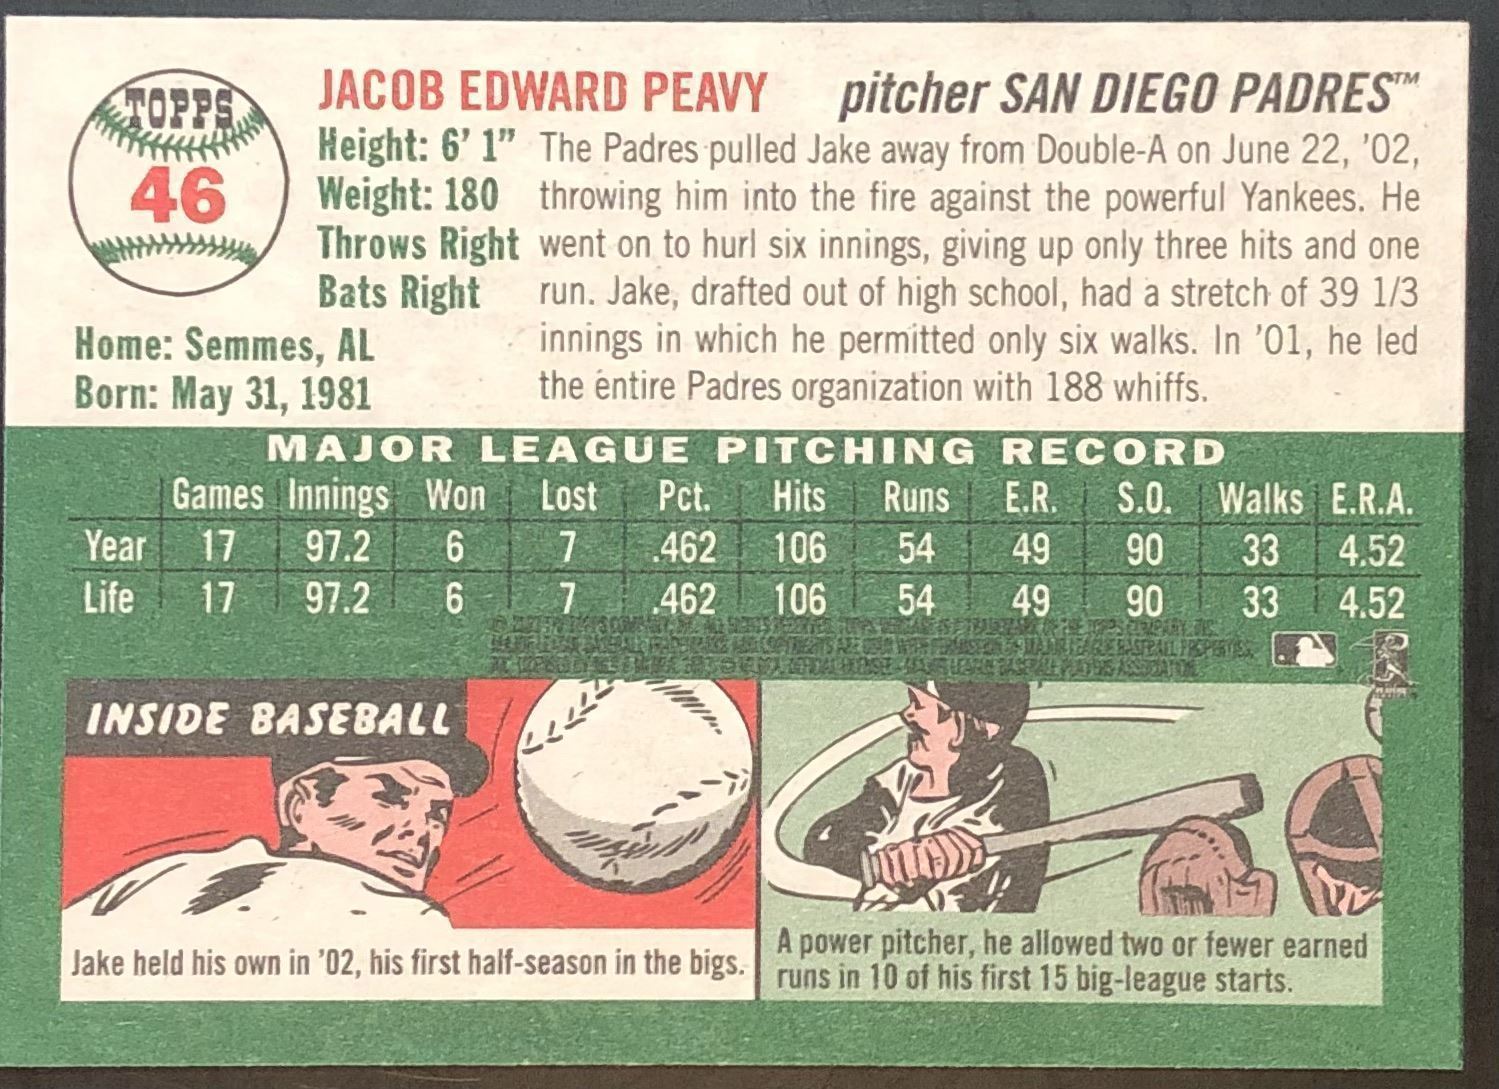 TOPPS
46
JACOB EDWARD PEAVY pitcher SAN DIEGO PADRES™
Height: 6' 1"
Weight: 180
Throws Right
Bats Right
Home: Semmes, AL
Born: May 31, 1981
The Padres pulled Jake away from Double-A on June 22, '02,
throwing him into the fire against the powerful Yankees. He
went on to hurl six innings, giving up only three hits and one
run. Jake, drafted out of high school, had a stretch of 39 1/3
innings in which he permitted only six walks. In '01, he led
the entire Padres organization with 188 whiffs.
MAJOR LEAGUE PITCHING RECORD
Games Innings Won Lost Pct. Hits Runs E.R. S.O. Walks E.R.A.
Year 17 97.2 6 7 .462 106 54 49 90 33 4.52
Life 17 97.2 6 7 .462 106 54 49 90 33 4.52
INSIDE BASEBALL
Jake held his own in '02, his first half-season in the bigs.
A power pitcher, he allowed two or fewer earned
runs in 10 of his first 15 big-league starts.